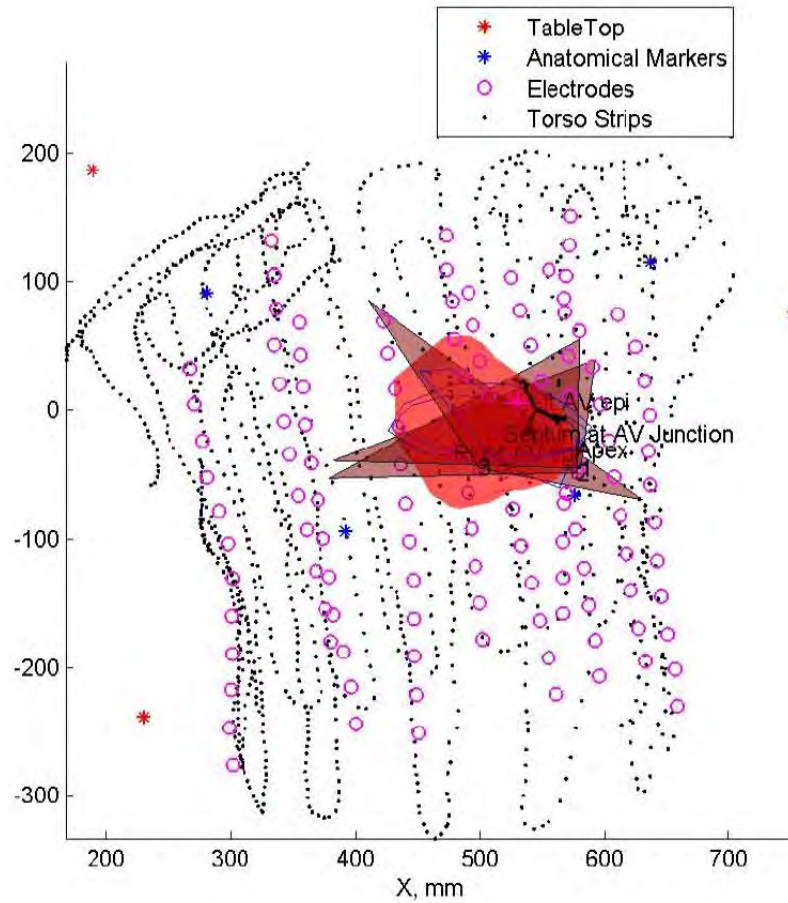 TableTop
Anatomical Markers
Electrodes
Torso Strips
200
100
0
-100
-200
-300
AV epi
Septum at AV Junction
Apex
200
300
400
500
600
700
X, mm